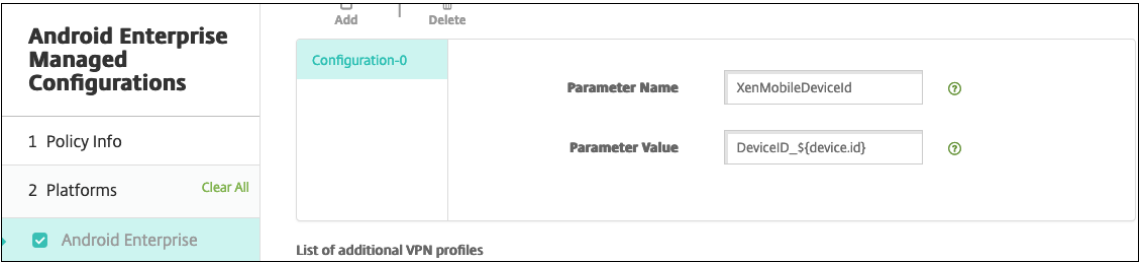 Add
Delete
Android Enterprise
Managed
Configurations
Configuration-0
Parameter Name
XenMobileDeviceId
1 Policy Info
Parameter Value
DeviceID_${device.id}
2 Platforms
Clear All
Android Enterprise
List of additional VPN profiles